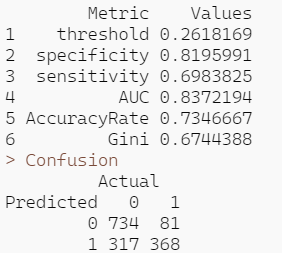 Metric Values
1 threshold 0.2618169
2 specificity 0.8195991
3 sensitivity 0.6983825
4 AUC 0.8372194
5 AccuracyRate 0.7346667
6 Gini 0.6744388
> Confusion
Actual
Predicted 0 1
0 734 81
1 317 368